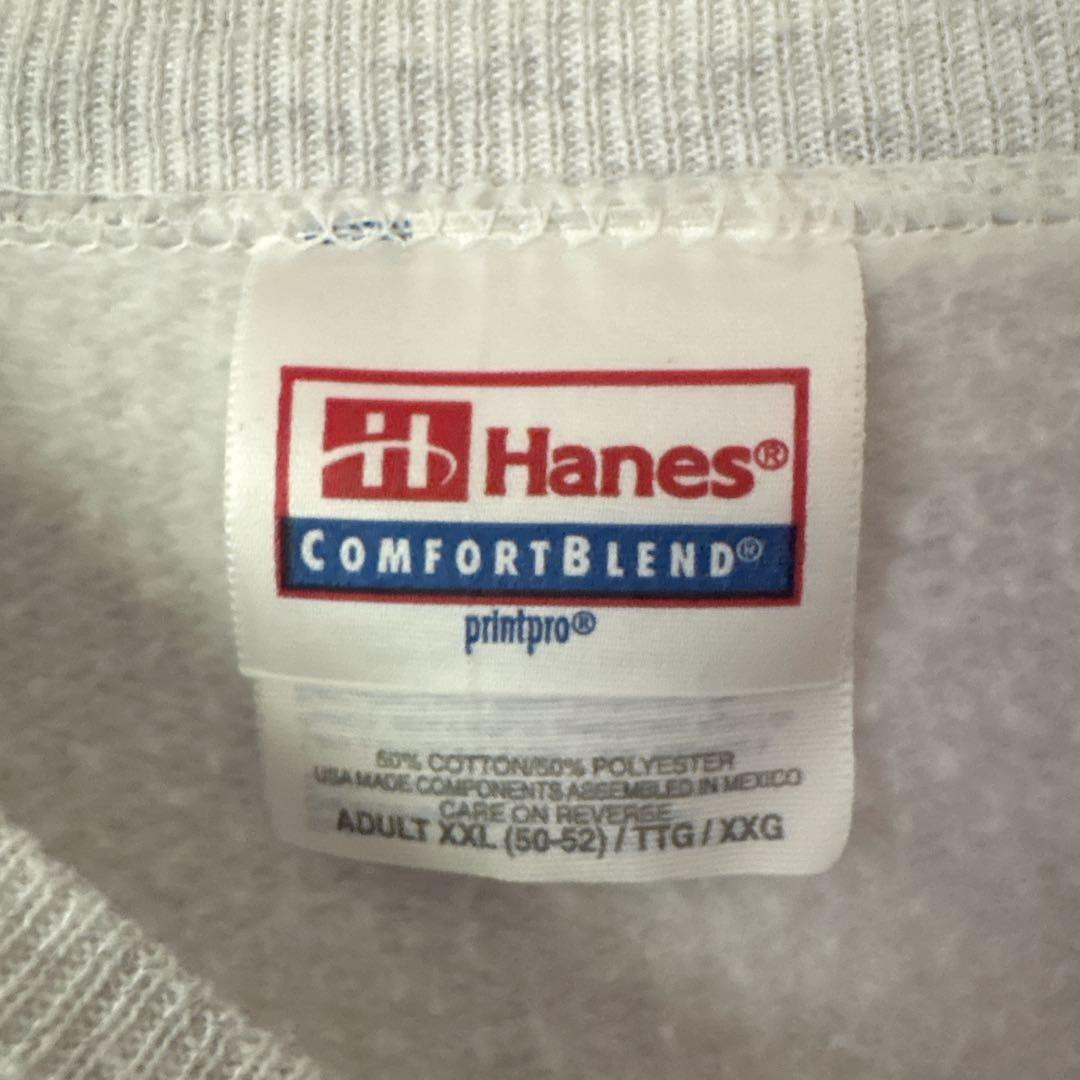 H Hanes®
COMFORTBLEND®
printpro®
50% COTTON/50% POLYESTER
USA MADE COMPONENTS ASSEMBLED IN MEXICO
CARE ON REVERSE
ADULT XXL (50-52) / TTG / XXG